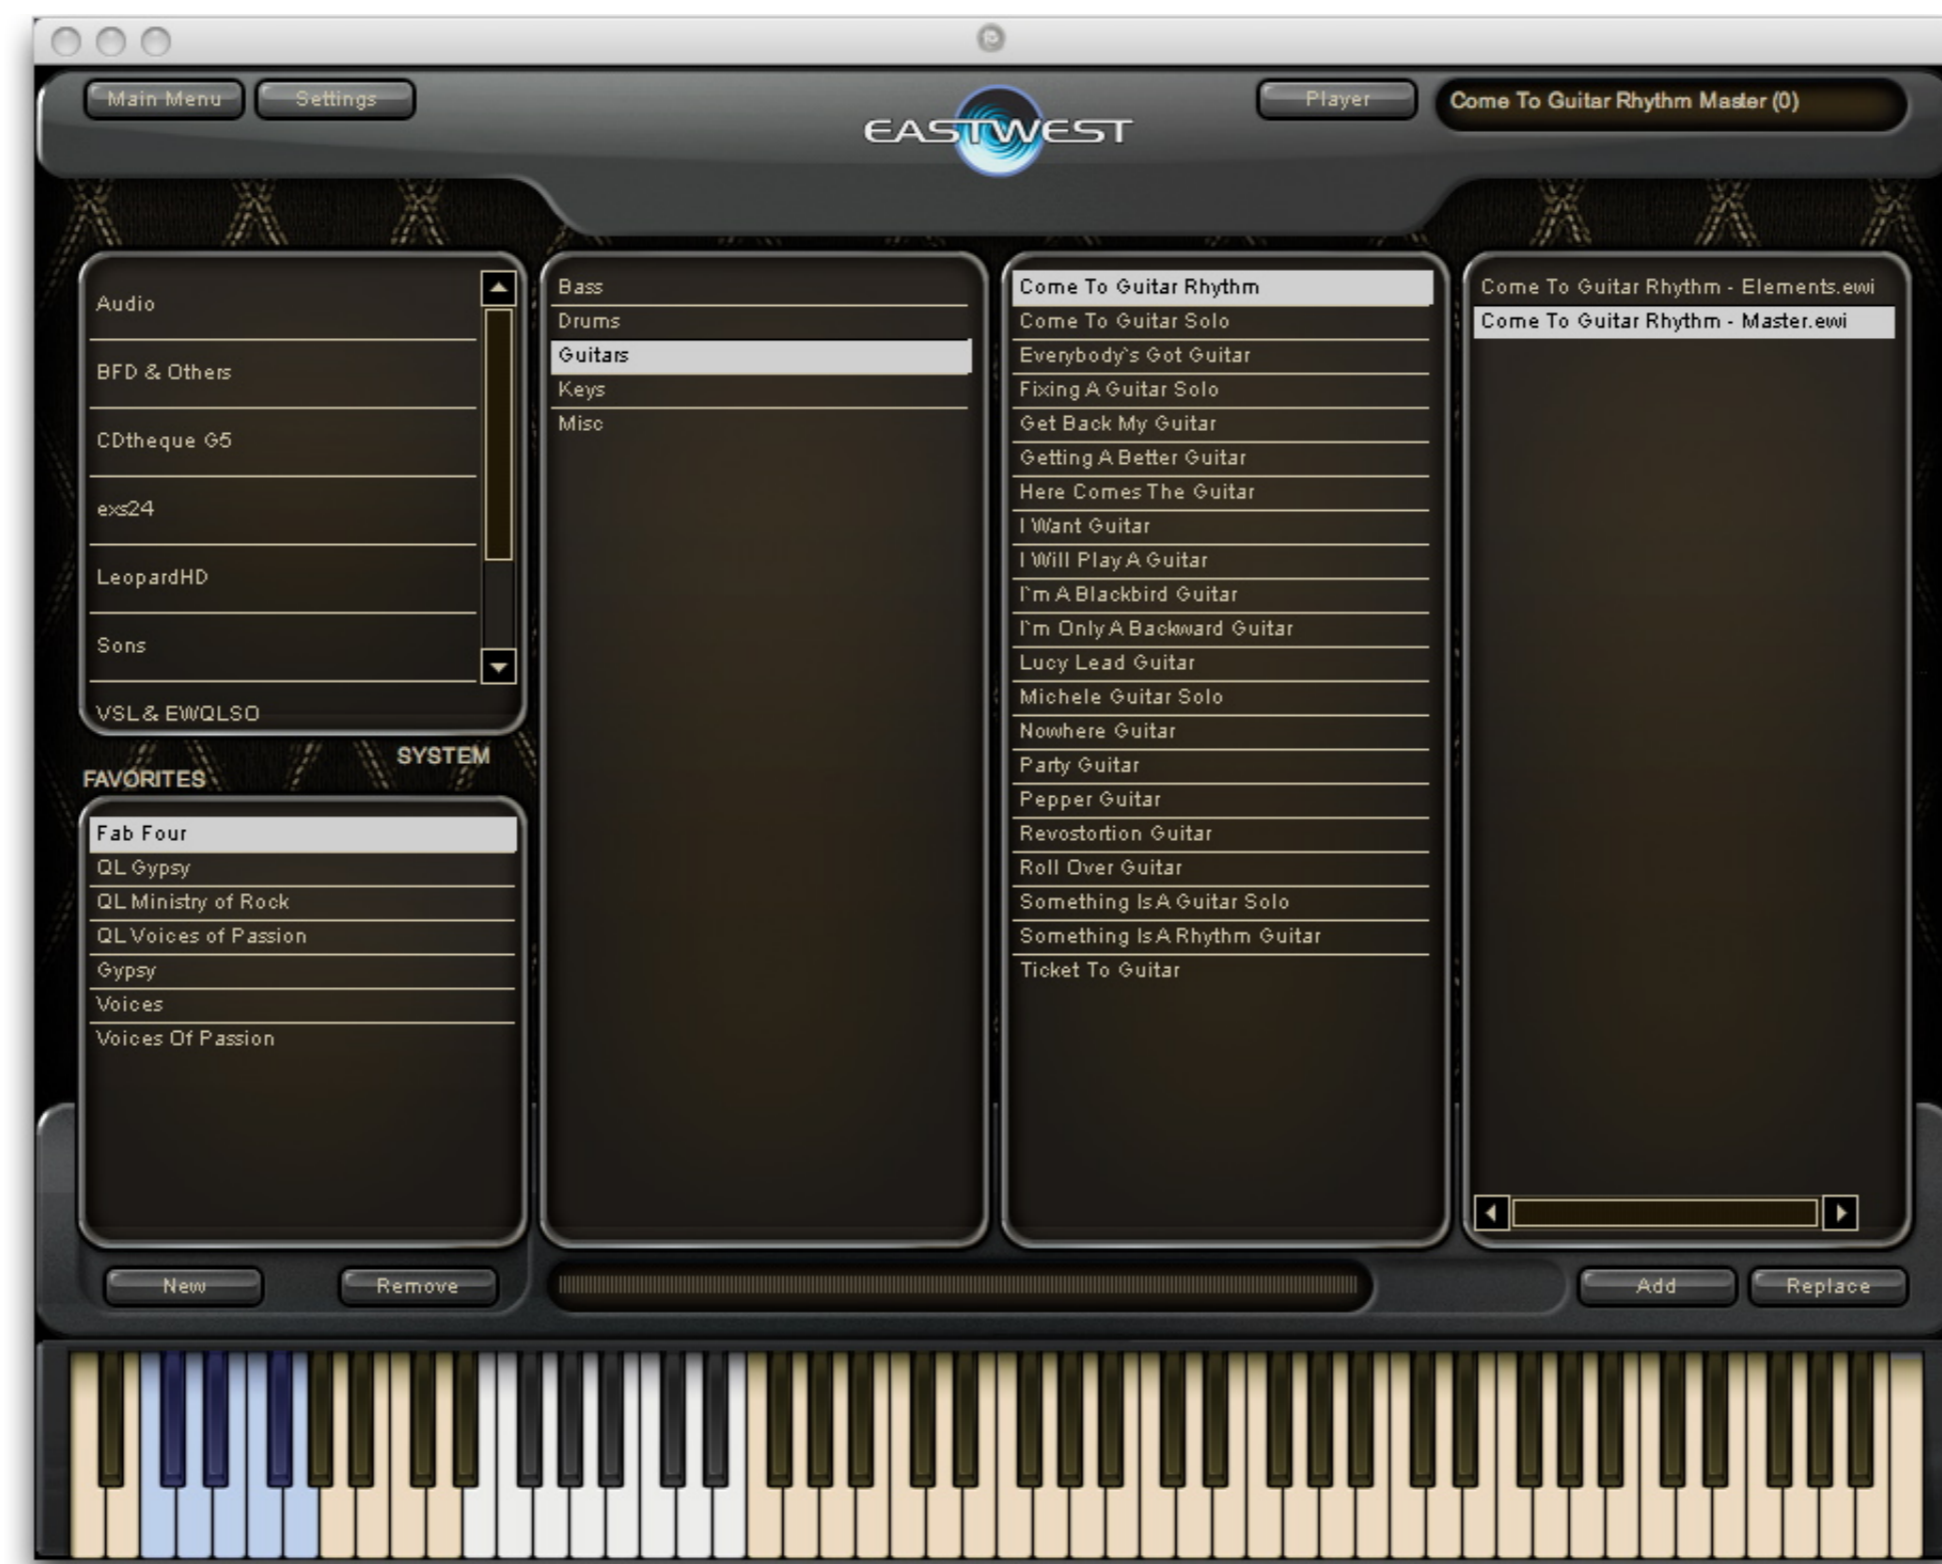 Main Menu
Settings
EASTWEST
Player
Come To Guitar Rhythm Master (0)
Audio
BFD & Others
CDtheque G5
exs24
LeopardHD
Sons
VSL & EWQLSO
SYSTEM
FAVORITES
Fab Four
QL Gypsy
QL Ministry of Rock
QL Voices of Passion
Gypsy
Voices
Voices Of Passion
New
Remove
Bass
Drums
Guitars
Keys
Misc
Come To Guitar Rhythm
Come To Guitar Solo
Everybody`s Got Guitar
Fixing A Guitar Solo
Get Back My Guitar
Getting A Better Guitar
Here Comes The Guitar
I Want Guitar
I Will Play A Guitar
I`m A Blackbird Guitar
I`m Only A Backward Guitar
Lucy Lead Guitar
Michele Guitar Solo
Nowhere Guitar
Party Guitar
Pepper Guitar
Revostortion Guitar
Roll Over Guitar
Something Is A Guitar Solo
Something Is A Rhythm Guitar
Ticket To Guitar
Come To Guitar Rhythm - Elements.ewi
Come To Guitar Rhythm - Master.ewi
Add
Replace